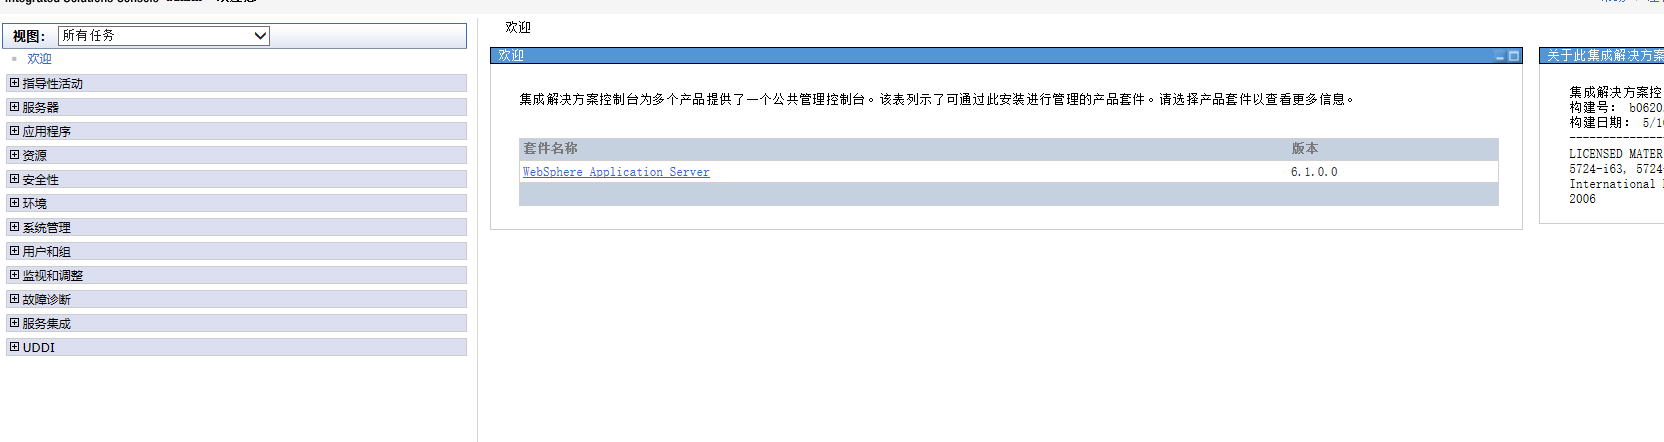 Integrated Solutions Console
视图： 所有任务
欢迎
指导性活动
服务器
应用程序
资源
安全性
环境
系统管理
用户和组
监视和调整
故障诊断
服务集成
UDDI
欢迎
欢迎
集成解决方案控制台为多个产品提供了一个公共管理控制台。该表列示了可通过此安装进行管理的产品套件。请选择产品套件以查看更多信息。
套件名称 版本
WebSphere Application Server 6.1.0.0
关于此集成解决方案
集成解决方案控
构建号： b0620
构建日期： 5/1
--------------
LICENSED MATER
5724-i63, 5724-
International
2006